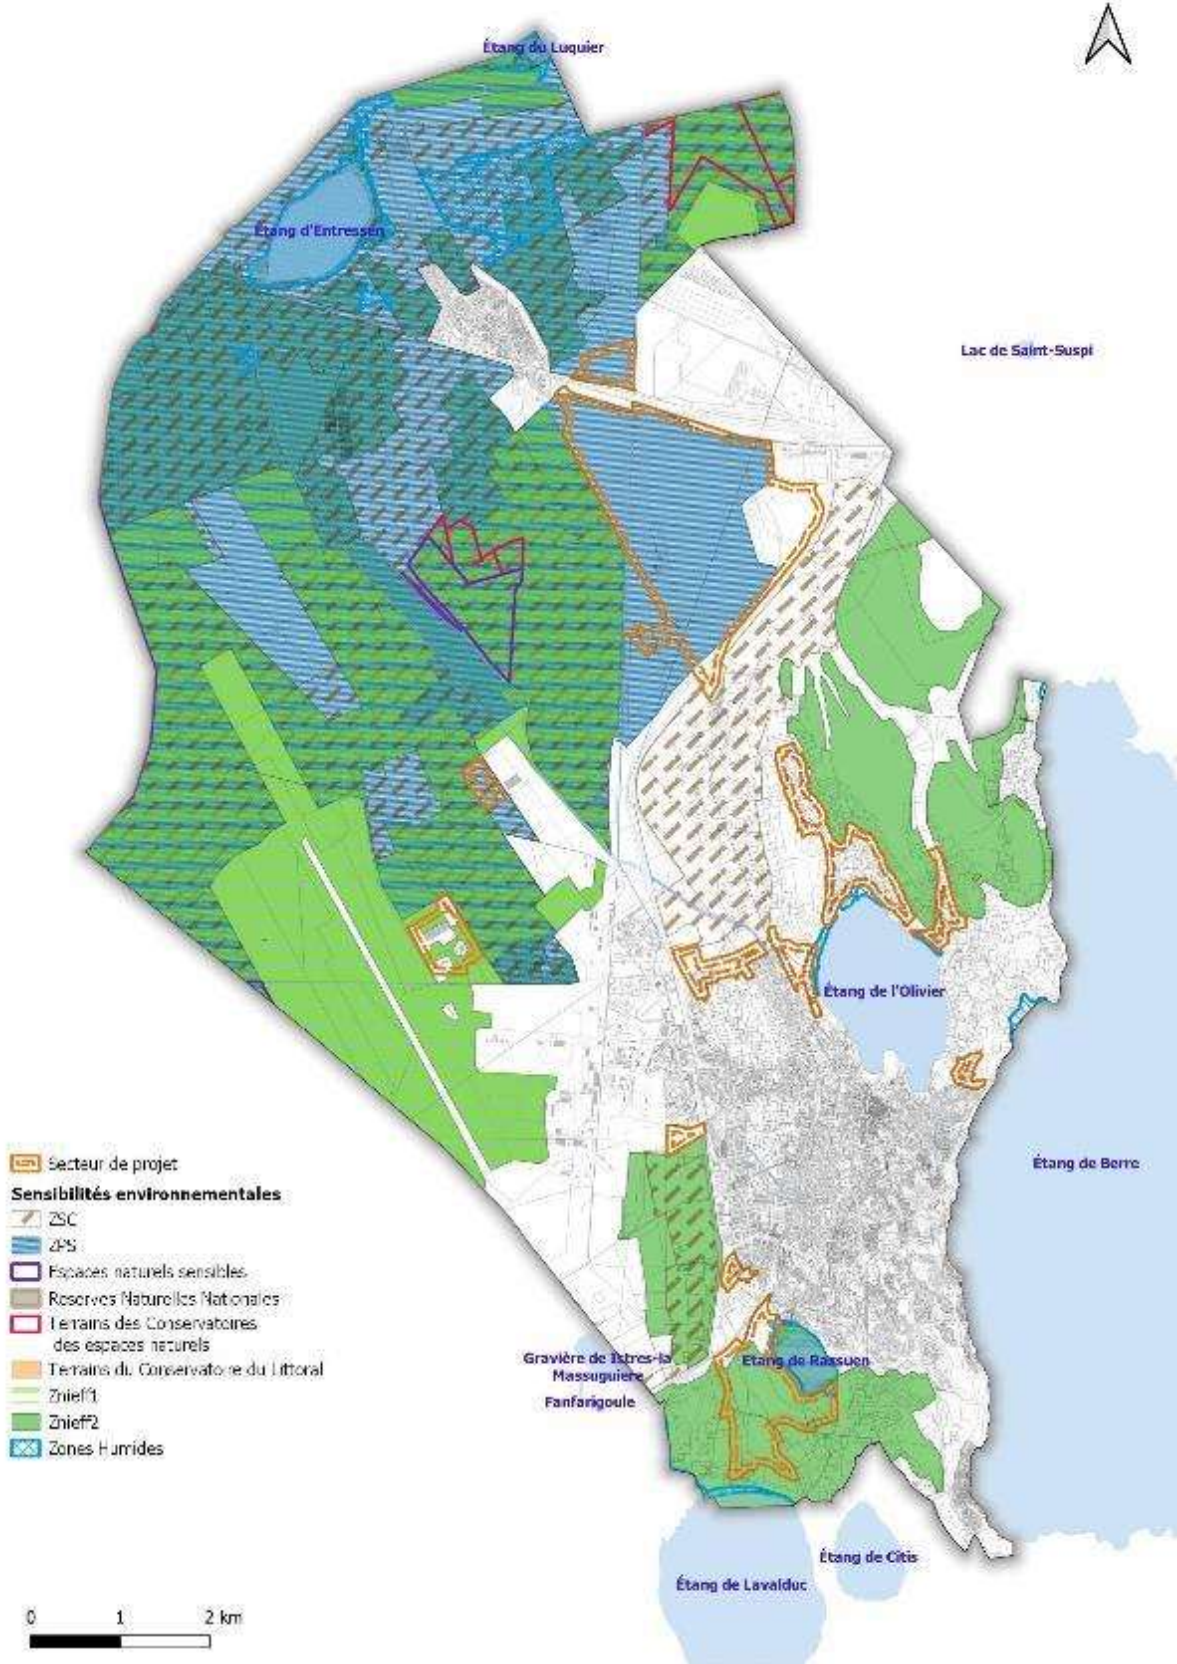 Étang du Luquier
Étang d'Entressen
Lac de Saint-Suspi
Étang de l'Olivier
Étang de Berre
Secteur de projet
Sensibilités environnementales
ZSC
ZPS
Espaces naturels sensibles
Reserves Naturelles Nationales
Terrains des Conservatoires
des espaces naturels
Terrains du Conservatoire du Littoral
Znieff1
Znieff2
Zones Humides
Gravière de Istres-la
Massuguiere
Étang de Rassuen
Fanfarigoule
Étang de Citis
Étang de Lavalduc
0 1 2 km